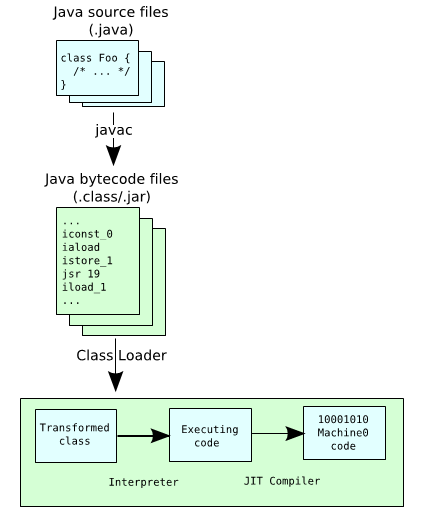 Java source files
(.java)
class Foo {
/* ... */
}
javac
Java bytecode files
(.class/.jar)
...
iconst_0
iaload
istore_1
jsr 19
iload_1
...
Class Loader
Transformed
class
Executing
code
10001010
Machine0
code
Interpreter
JIT Compiler